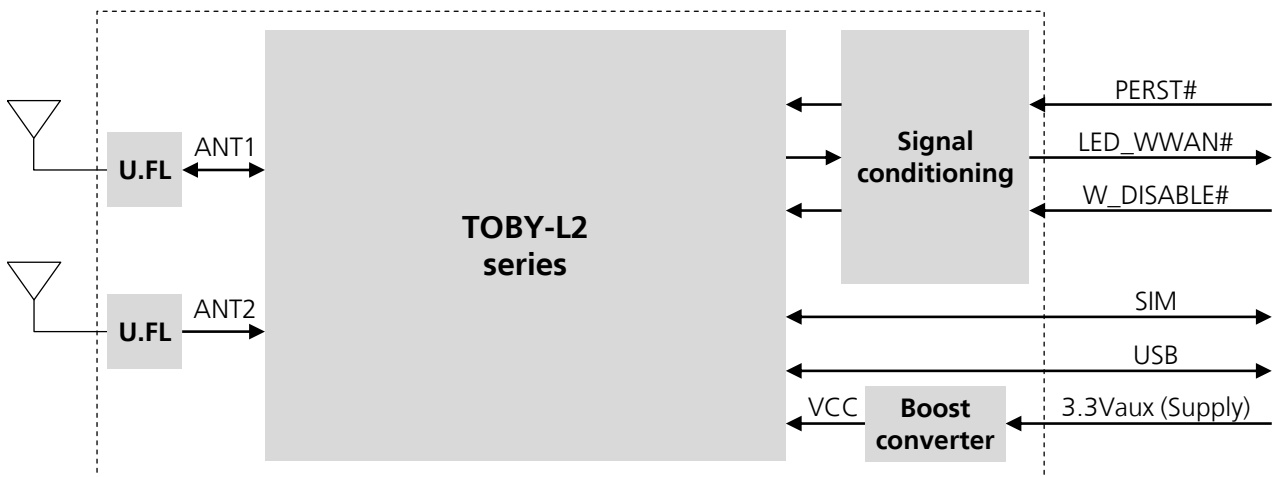 PERST#
U.FL
ANT1
Signal
conditioning
LED_WWAN#
W_DISABLE#
TOBY-L2
series
U.FL
ANT2
SIM
USB
VCC
Boost
converter
3.3Vaux (Supply)